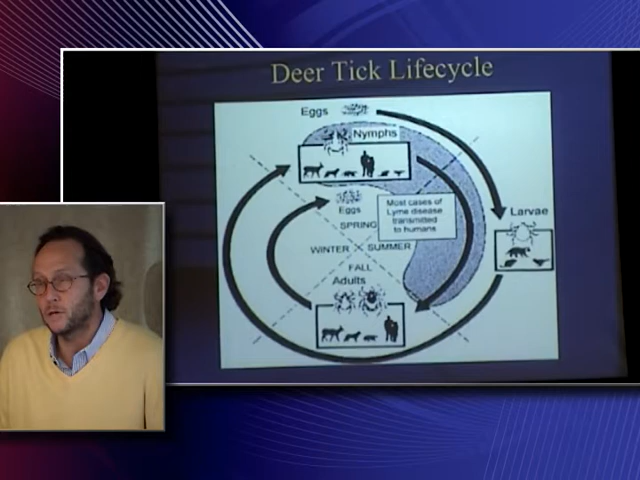 Deer Tick Lifecycle
Eggs
Nymphs
Eggs
Most cases of
Lyme disease
transmitted
to humans
Larvae
SPRING
WINTER
SUMMER
FALL
Adults